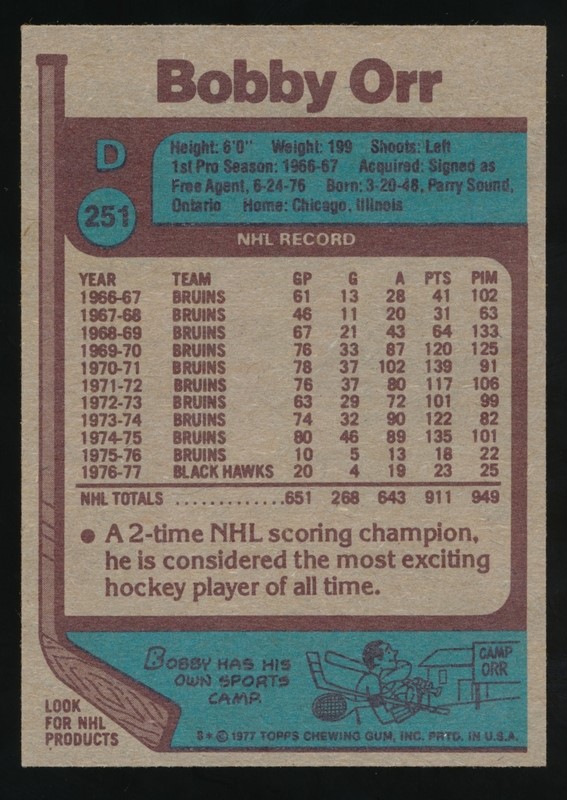 Bobby Orr
D
251
Height: 6'0" Weight: 199 Shoots: Left
1st Pro Season: 1966-67 Acquired: Signed as
Free Agent, 6-24-76 Born: 3-20-48, Parry Sound,
Ontario Home: Chicago, Illinois
NHL RECORD
YEAR TEAM GP G A PTS PIM
1966-67 BRUINS 61 13 28 41 102
1967-68 BRUINS 46 11 20 31 63
1968-69 BRUINS 67 21 43 64 133
1969-70 BRUINS 76 33 87 120 125
1970-71 BRUINS 78 37 102 139 91
1971-72 BRUINS 76 37 80 117 106
1972-73 BRUINS 63 29 72 101 99
1973-74 BRUINS 74 32 90 122 82
1974-75 BRUINS 80 46 89 135 101
1975-76 BRUINS 10 5 13 18 22
1976-77 BLACK HAWKS 20 4 19 23 25
NHL TOTALS .............651 268 643 911 949
• A 2-time NHL scoring champion,
he is considered the most exciting
hockey player of all time.
BOBBY HAS HIS
OWN SPORTS
CAMP.
CAMP
ORR
LOOK
FOR NHL
PRODUCTS
S* © 1977 TOPPS CHEWING GUM, INC. PRTD. IN U.S.A.